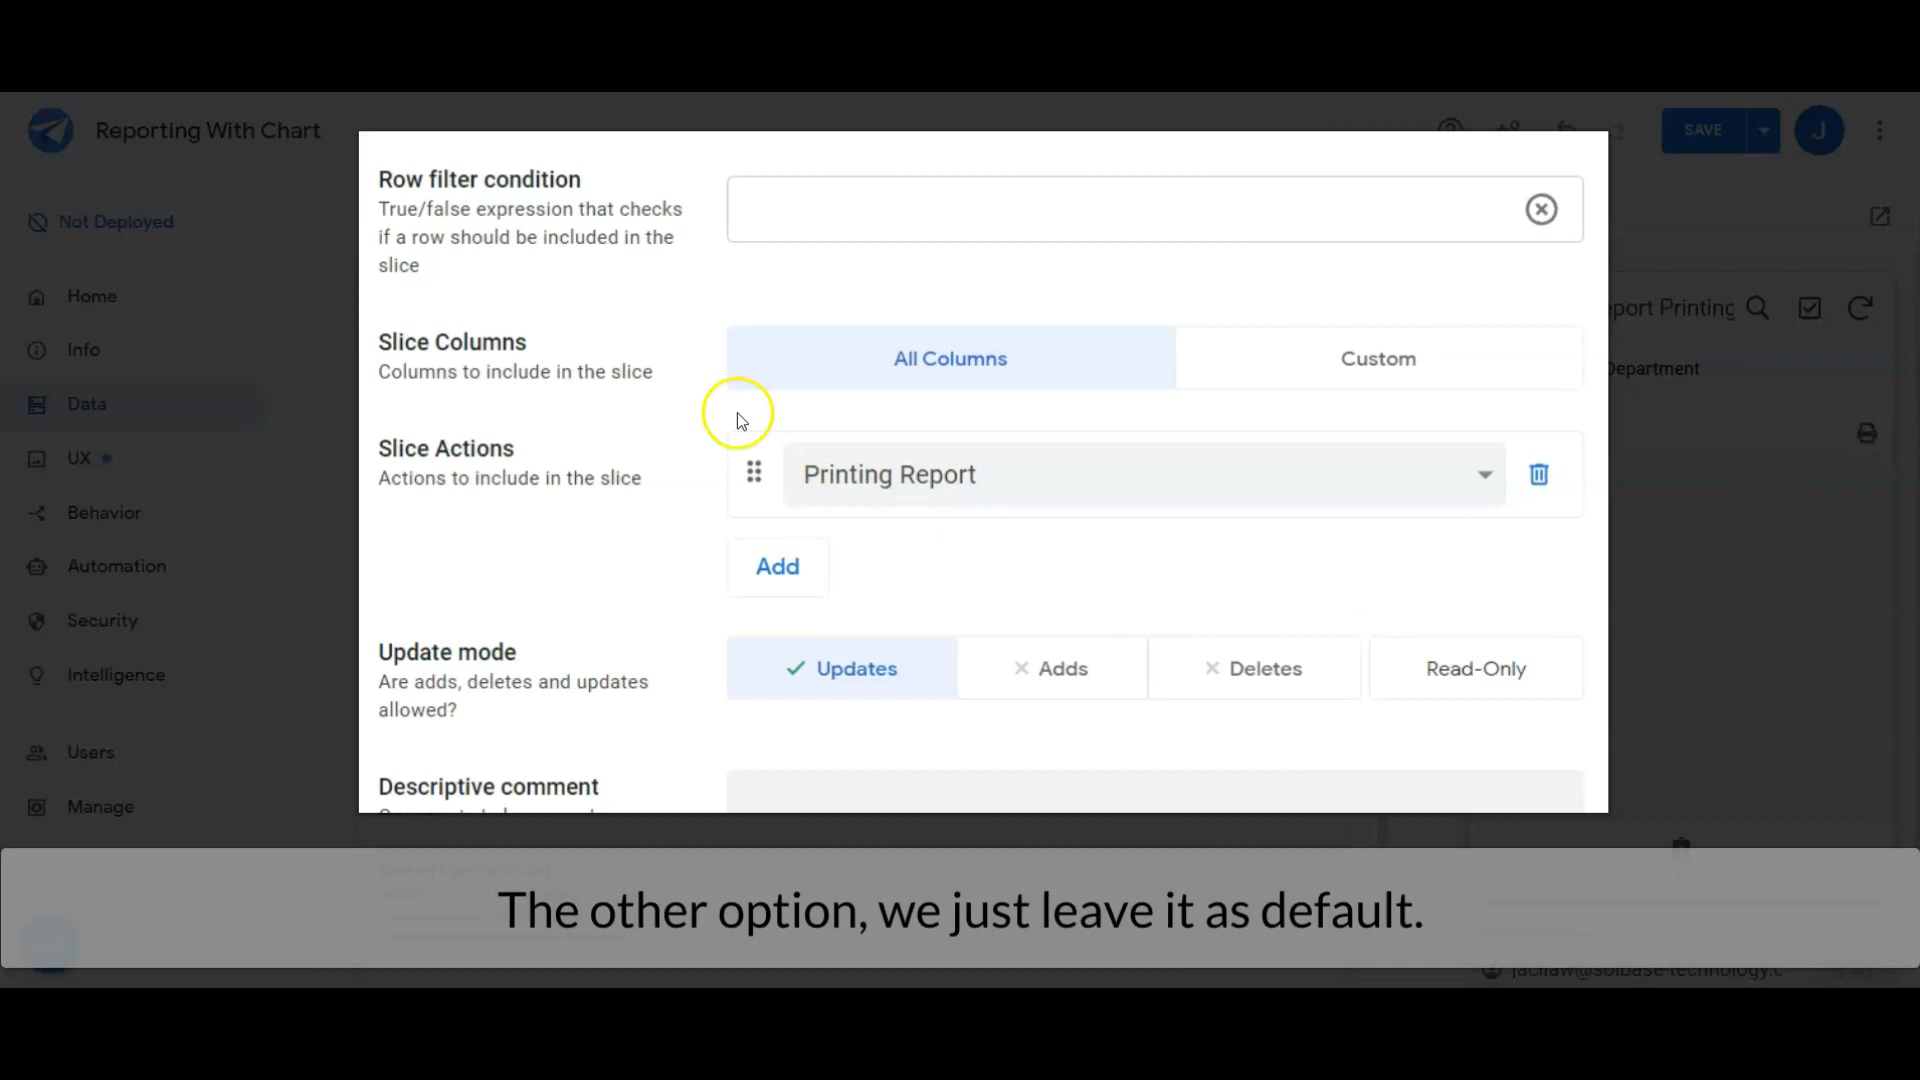 Reporting With Chart
SAVE
J
Not Deployed
Home
Info
Data
UX
Behavior
Automation
Security
Intelligence
Users
Manage
Row filter condition
True/false expression that checks
if a row should be included in the
slice
Slice Columns
Columns to include in the slice
All Columns
Custom
Slice Actions
Actions to include in the slice
Printing Report
Add
Update mode
Are adds, deletes and updates
allowed?
Updates
Adds
Deletes
Read-Only
Descriptive comment
port Printing
Department
The other option, we just leave it as default.